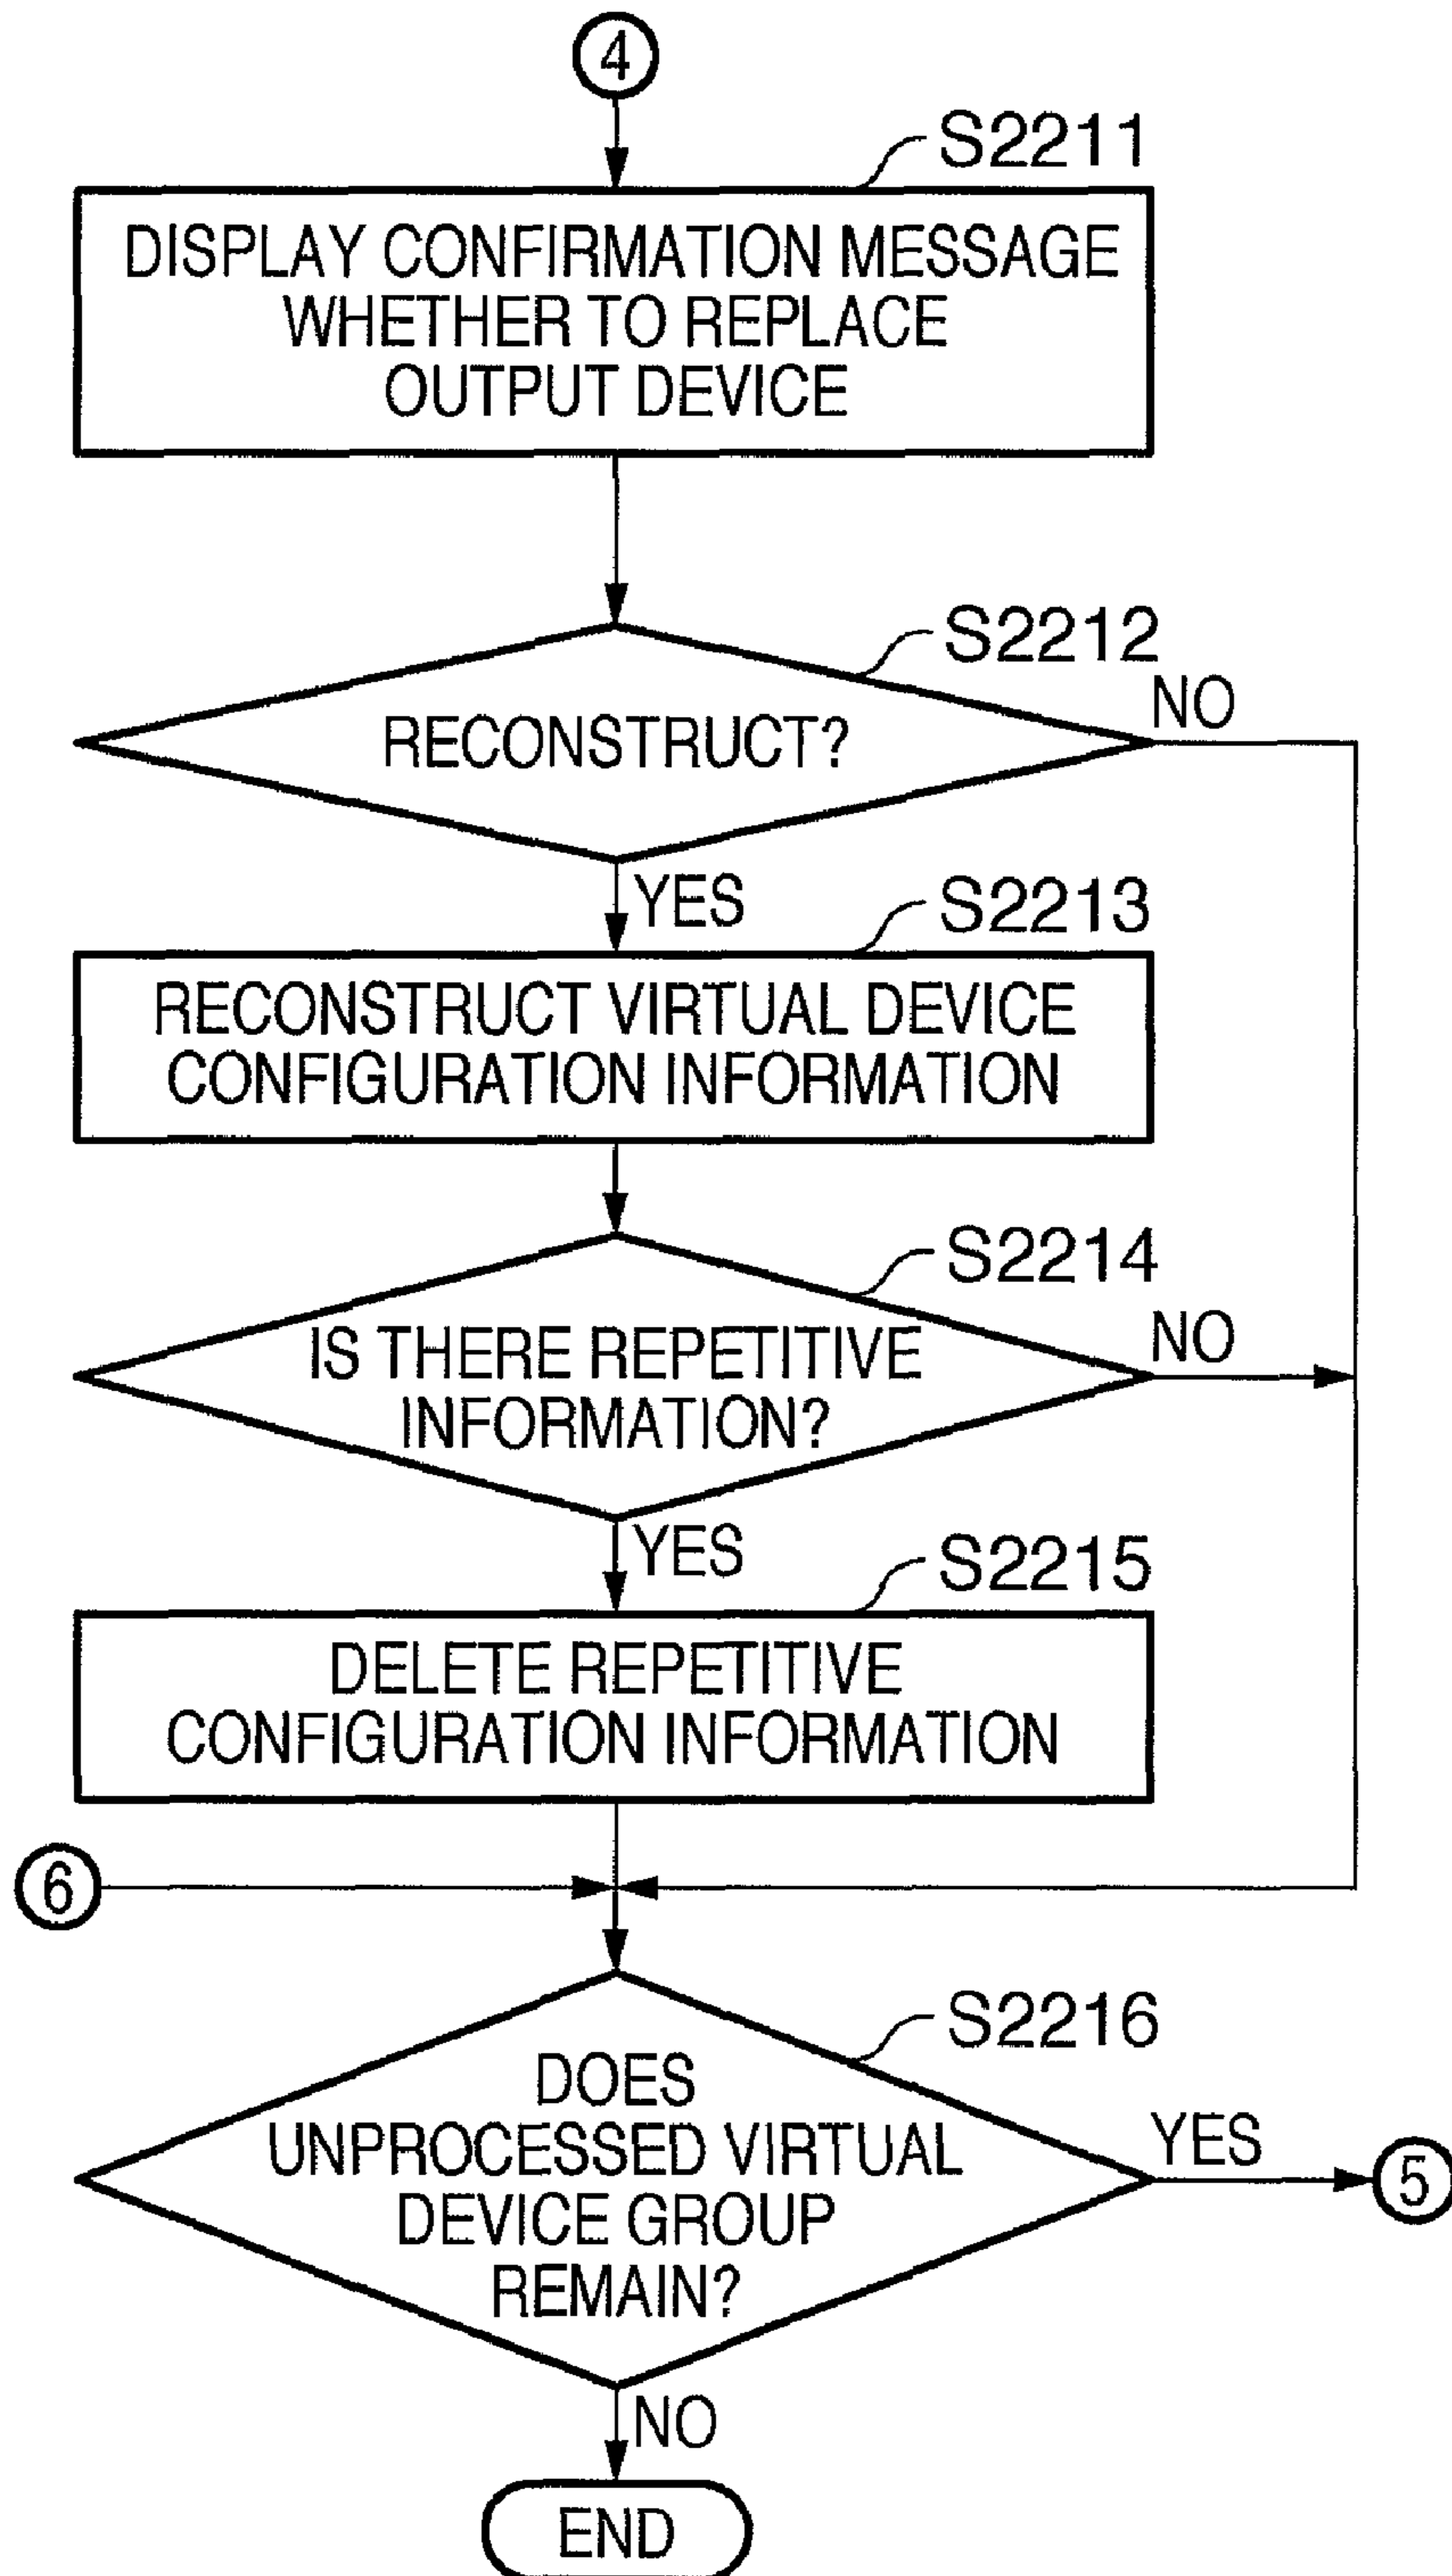 4
S2211
DISPLAY CONFIRMATION MESSAGE
WHETHER TO REPLACE
OUTPUT DEVICE
S2212
RECONSTRUCT?
NO
YES
S2213
RECONSTRUCT VIRTUAL DEVICE
CONFIGURATION INFORMATION
S2214
IS THERE REPETITIVE
INFORMATION?
NO
YES
S2215
DELETE REPETITIVE
CONFIGURATION INFORMATION
6
S2216
DOES
UNPROCESSED VIRTUAL
DEVICE GROUP
REMAIN?
YES
5
NO
END